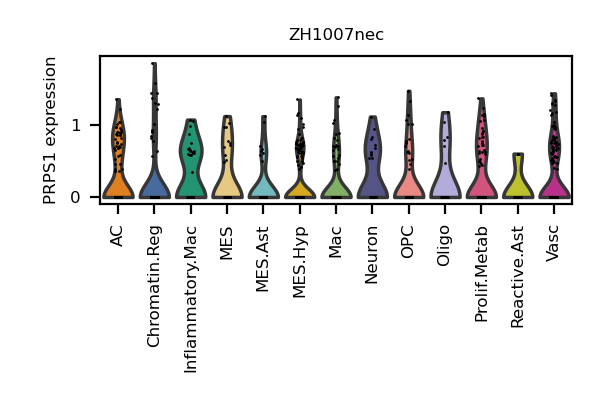 ZH1007nec
PRPS1 expression
1
0
AC
Chromatin.Reg
Inflammatory.Mac
MES
MES.Ast
MES.Hyp
Mac
Neuron
OPC
Oligo
Prolif.Metab
Reactive.Ast
Vasc